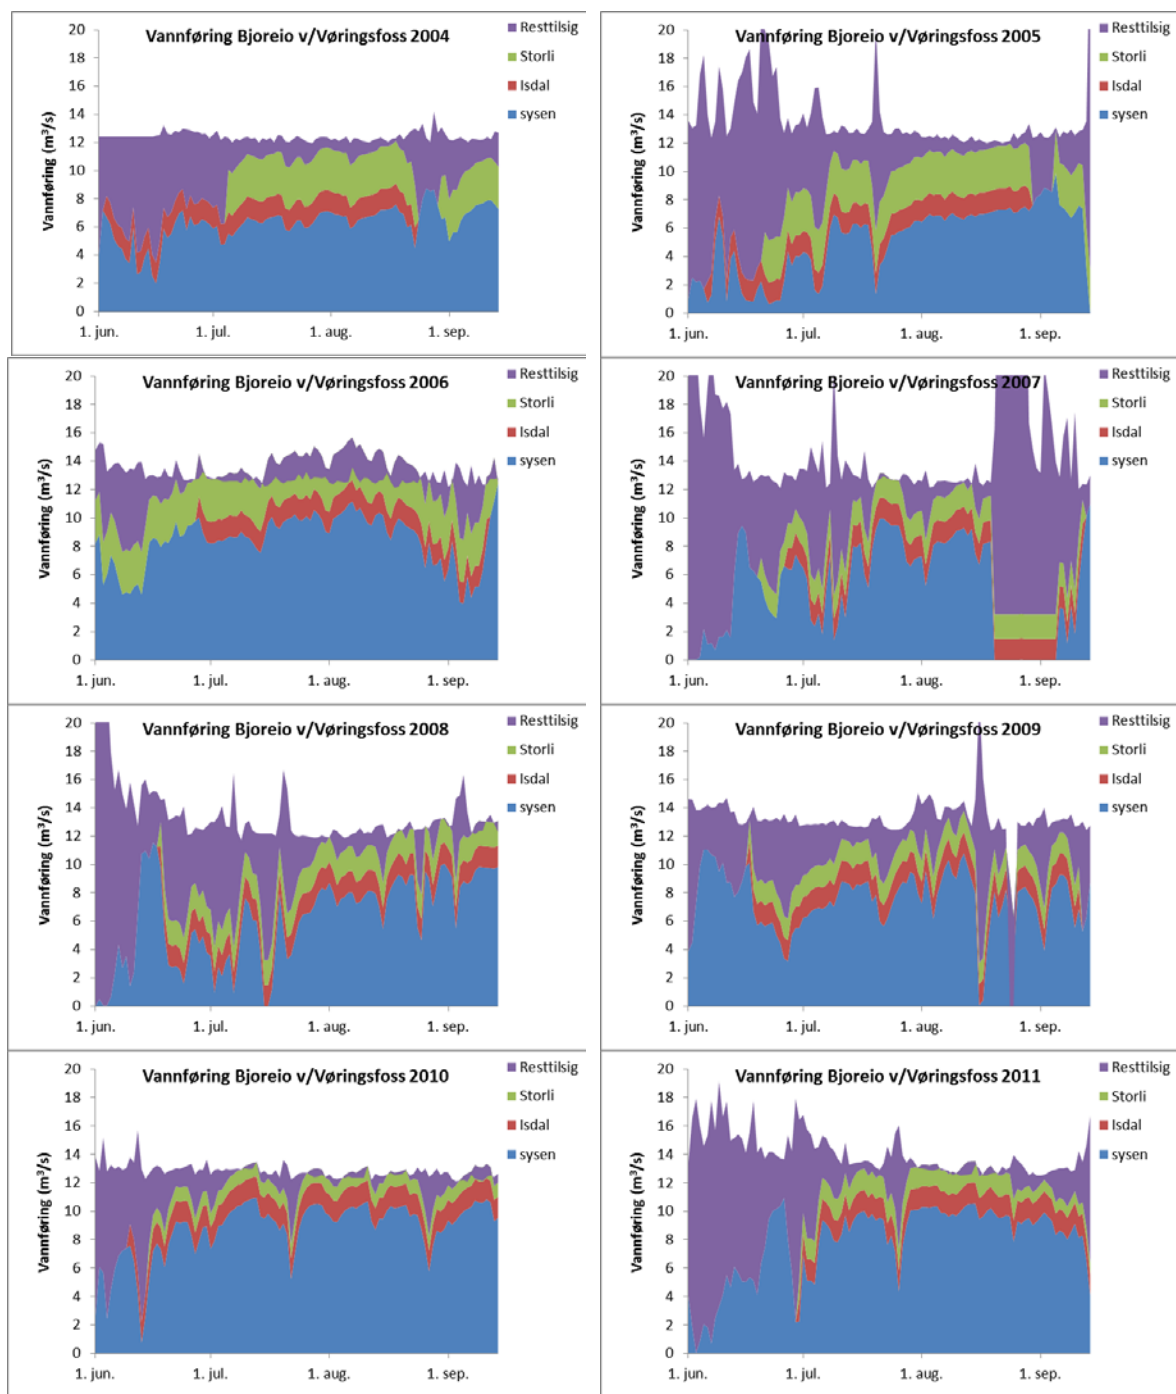 Vannføring Bjoreio v/Vøringsfoss 2004
Vannføring (m³/s)
20
18
16
14
12
10
8
6
4
2
0
1. jun.
1. jul.
1. aug.
1. sep.
Resttilsig
Storli
Isdal
sysen
Vannføring Bjoreio v/Vøringsfoss 2005
Vannføring (m³/s)
20
18
16
14
12
10
8
6
4
2
0
1. jun.
1. jul.
1. aug.
1. sep.
Resttilsig
Storli
Isdal
sysen
Vannføring Bjoreio v/Vøringsfoss 2006
Vannføring (m³/s)
20
18
16
14
12
10
8
6
4
2
0
1. jun.
1. jul.
1. aug.
1. sep.
Resttilsig
Storli
Isdal
sysen
Vannføring Bjoreio v/Vøringsfoss 2007
Vannføring (m³/s)
20
18
16
14
12
10
8
6
4
2
0
1. jun.
1. jul.
1. aug.
1. sep.
Resttilsig
Storli
Isdal
sysen
Vannføring Bjoreio v/Vøringsfoss 2008
Vannføring (m³/s)
20
18
16
14
12
10
8
6
4
2
0
1. jun.
1. jul.
1. aug.
1. sep.
Resttilsig
Storli
Isdal
sysen
Vannføring Bjoreio v/Vøringsfoss 2009
Vannføring (m³/s)
20
18
16
14
12
10
8
6
4
2
0
1. jun.
1. jul.
1. aug.
1. sep.
Resttilsig
Storli
Isdal
sysen
Vannføring Bjoreio v/Vøringsfoss 2010
Vannføring (m³/s)
20
18
16
14
12
10
8
6
4
2
0
1. jun.
1. jul.
1. aug.
1. sep.
Resttilsig
Storli
Isdal
sysen
Vannføring Bjoreio v/Vøringsfoss 2011
Vannføring (m³/s)
20
18
16
14
12
10
8
6
4
2
0
1. jun.
1. jul.
1. aug.
1. sep.
Resttilsig
Storli
Isdal
sysen